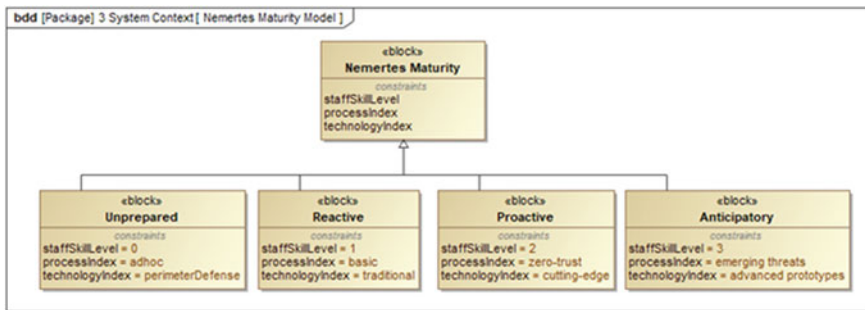 bdd [Package] 3 System Context [ Nemertes Maturity Model ]
«block»
Nemertes Maturity
constraints
staffSkillLevel
processIndex
technologyIndex
«block»
Unprepared
constraints
staffSkillLevel = 0
processIndex = adhoc
technologyIndex = perimeterDefense
«block»
Reactive
constraints
staffSkillLevel = 1
processIndex = basic
technologyIndex = traditional
«block»
Proactive
constraints
staffSkillLevel = 2
processIndex = zero-trust
technologyIndex = cutting-edge
«block»
Anticipatory
constraints
staffSkillLevel = 3
processIndex = emerging threats
technologyIndex = advanced prototypes